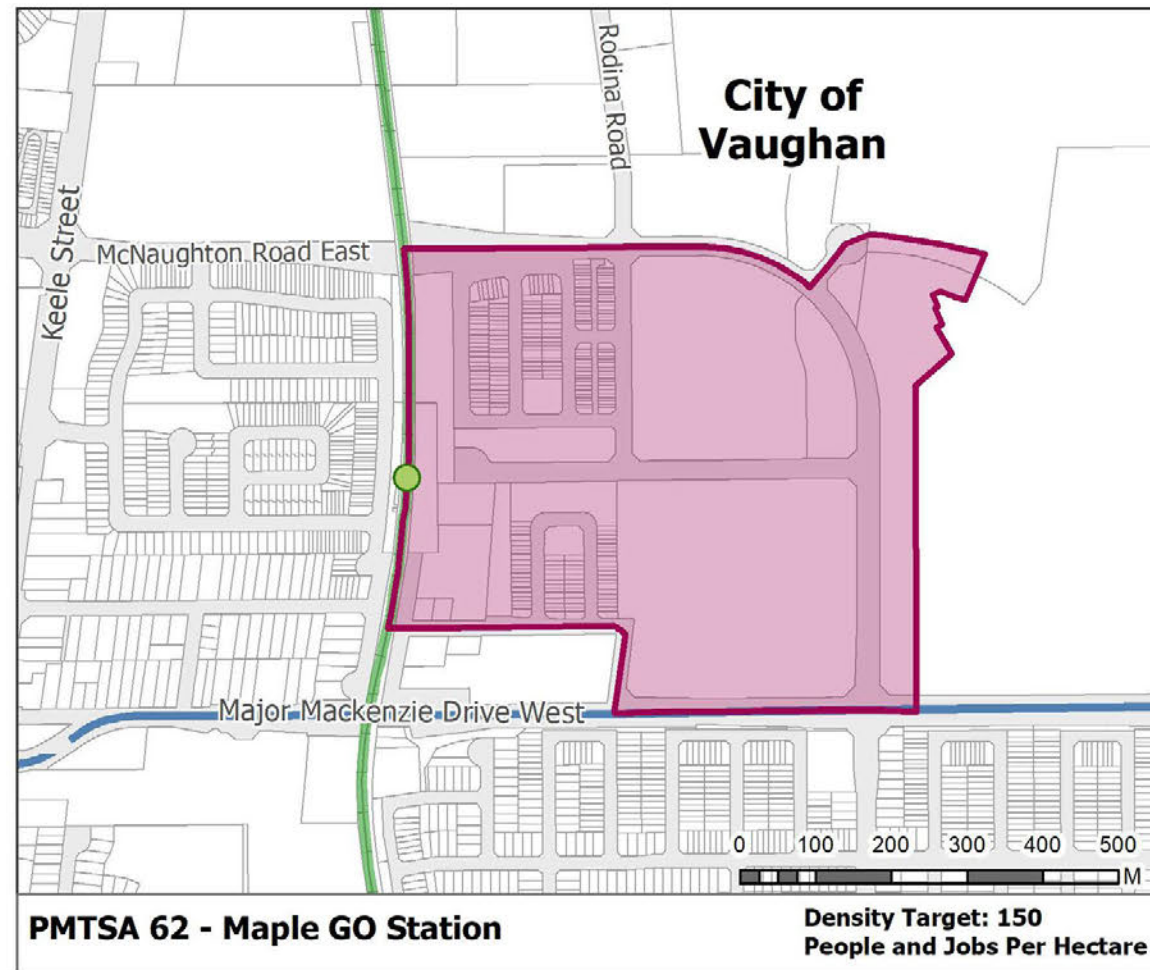 Rodina Road
City of
Vaughan
Keele Street
McNaughton Road East
Major Mackenzie Drive West
0 100 200 300 400 500
M
PMTSA 62 - Maple GO Station
Density Target: 150
People and Jobs Per Hectare